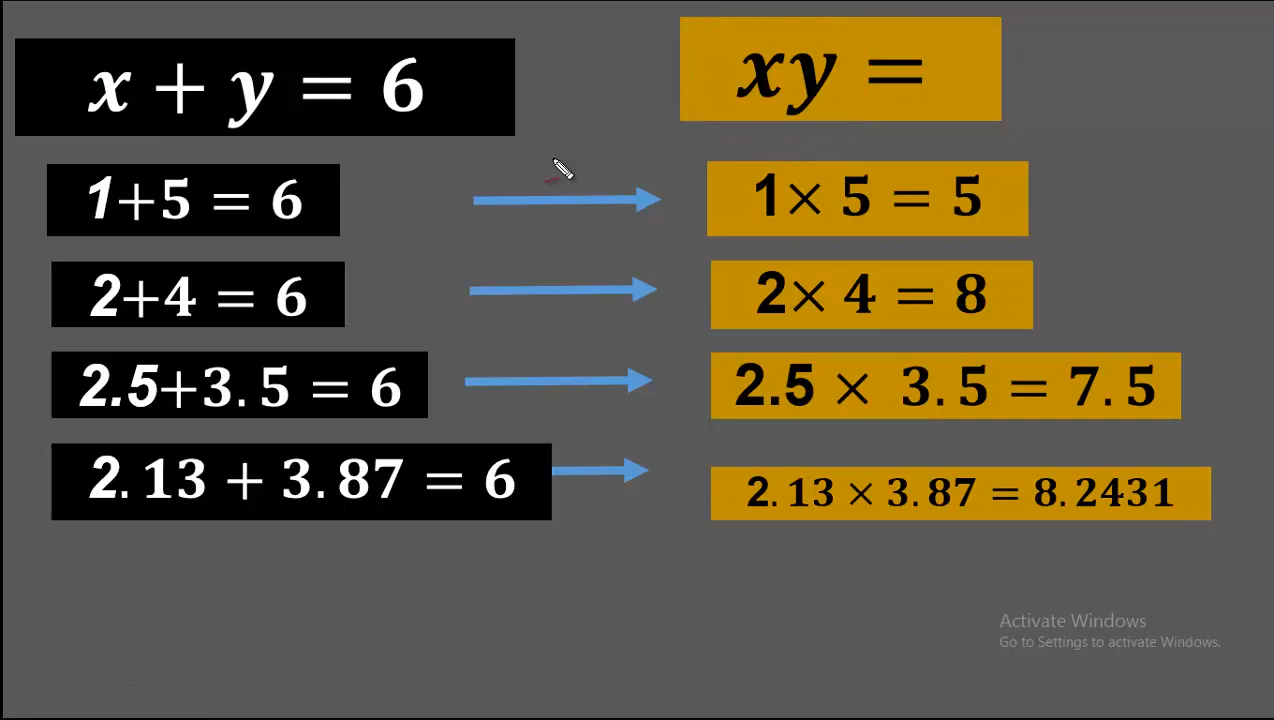 x + y = 6
xy =
1+5 = 6
1× 5 = 5
2+4 = 6
2× 4 = 8
2.5+3.5 = 6
2.5 × 3.5 = 7.5
2.13 + 3.87 = 6
2.13 × 3.87 = 8.2431
Activate Windows
Go to Settings to activate Windows.